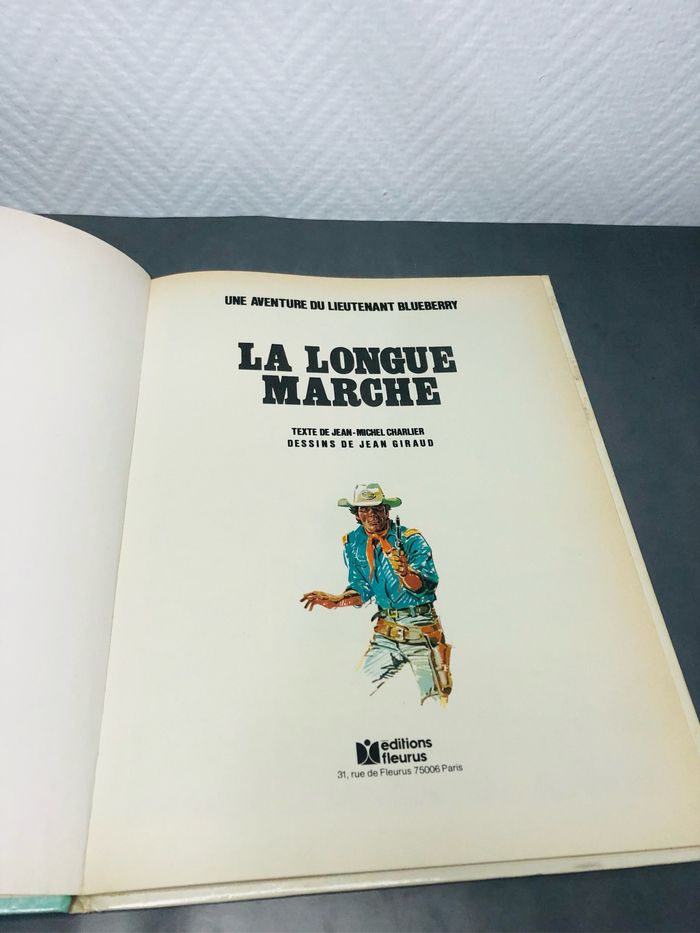 UNE AVENTURE DU LIEUTENANT BLUEBERRY
LA LONGUE
MARCHE
TEXTE DE JEAN-MICHEL CHARLIER
DESSINS DE JEAN GIRAUD
éditions
fleurus
31, rue de Fleurus 75006 Paris